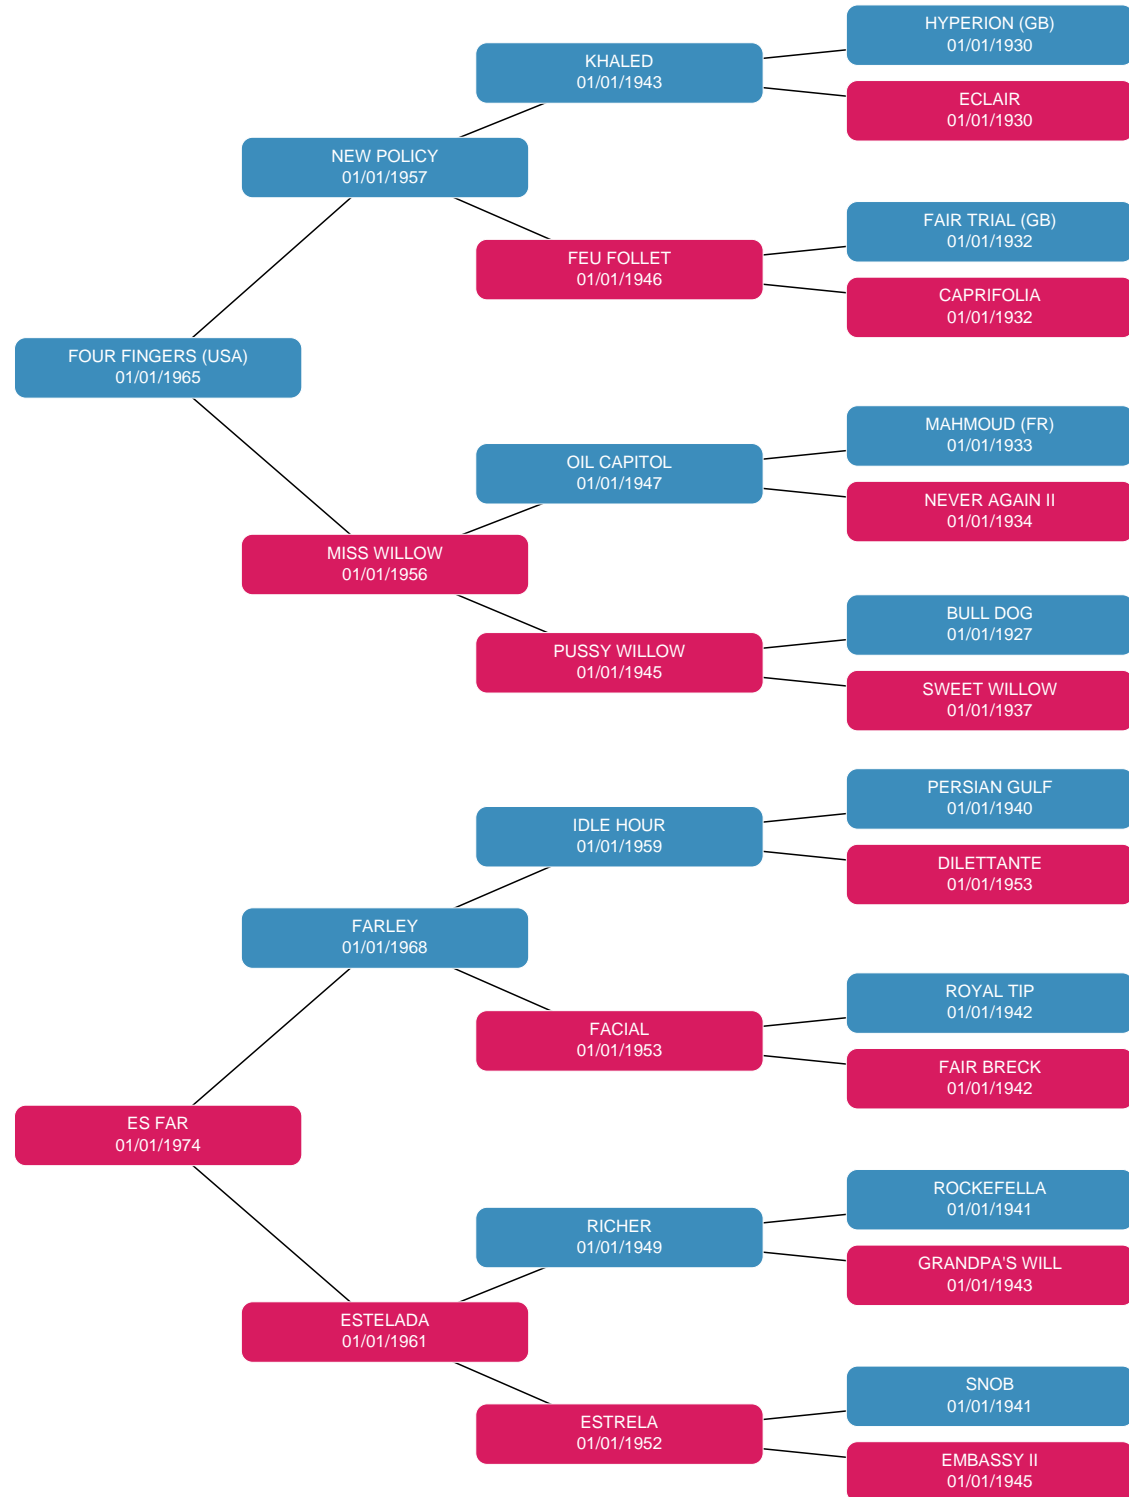 HYPERION (GB)
01/01/1930
KHALED
01/01/1943
ECLAIR
01/01/1930
NEW POLICY
01/01/1957
FAIR TRIAL (GB)
01/01/1932
FEU FOLLET
01/01/1946
CAPRIFOLIA
01/01/1932
FOUR FINGERS (USA)
01/01/1965
MAHMOUD (FR)
01/01/1933
OIL CAPITOL
01/01/1947
NEVER AGAIN II
01/01/1934
MISS WILLOW
01/01/1956
BULL DOG
01/01/1927
PUSSY WILLOW
01/01/1945
SWEET WILLOW
01/01/1937
PERSIAN GULF
01/01/1940
IDLE HOUR
01/01/1959
DILETTANTE
01/01/1953
FARLEY
01/01/1968
ROYAL TIP
01/01/1942
FACIAL
01/01/1953
FAIR BRECK
01/01/1942
ES FAR
01/01/1974
ROCKEFELLA
01/01/1941
RICHER
01/01/1949
GRANDPA'S WILL
01/01/1943
ESTELADA
01/01/1961
SNOB
01/01/1941
ESTRELA
01/01/1952
EMBASSY II
01/01/1945